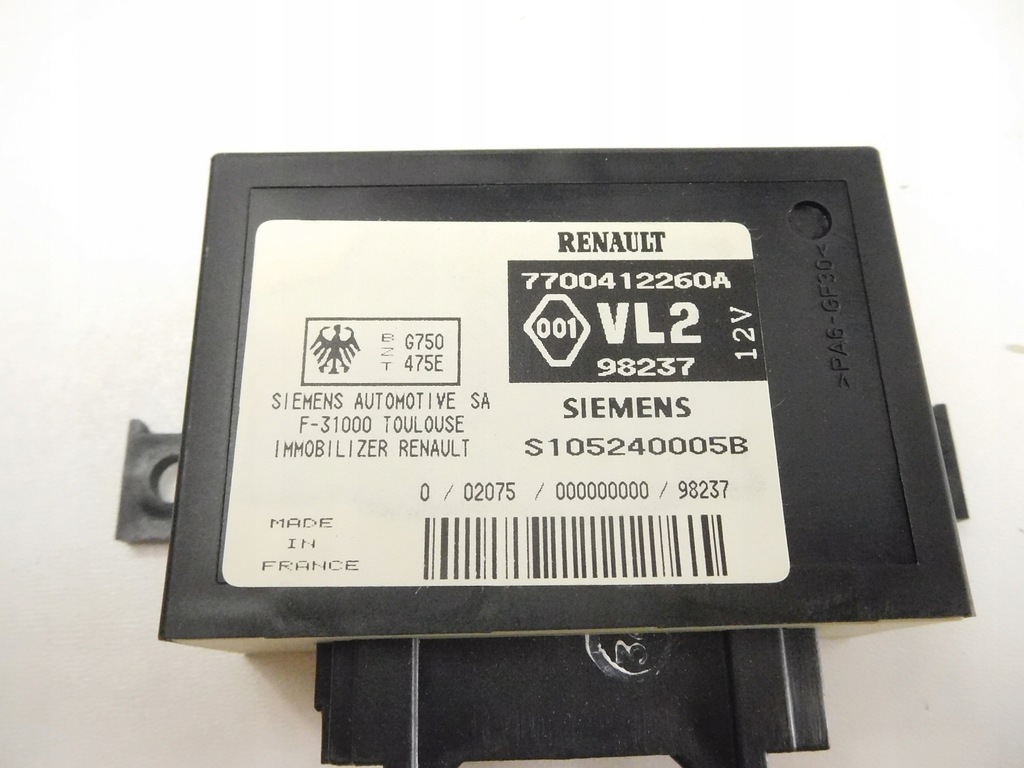 RENAULT
7700412260A
001 VL2
12V
98237
BZT G750
475E
SIEMENS AUTOMOTIVE SA
F-31000 TOULOUSE
IMMOBILIZER RENAULT
SIEMENS
S105240005B
0 / 02075 / 000000000 / 98237
MADE
IN
FRANCE
>PA6-GF30<